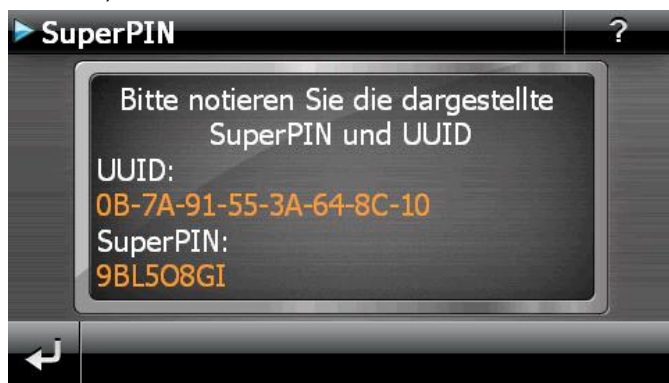 SuperPIN
?
Bitte notieren Sie die dargestellte
SuperPIN und UUID
UUID:
0B-7A-91-55-3A-64-8C-10
SuperPIN:
9BL5O8GI